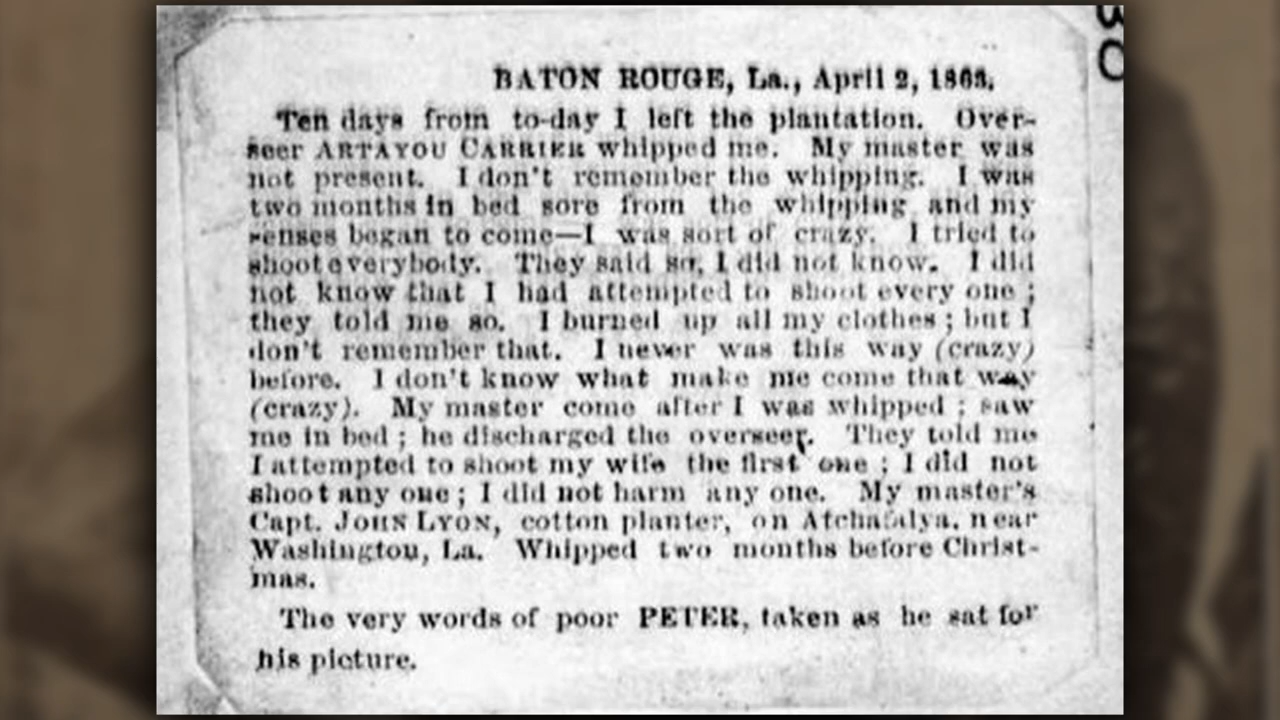 30
BATON ROUGE, La., April 2, 1863.
Ten days from to-day I left the plantation. Over-
seer ARTAYOU CARRIER whipped me. My master was
not present. I don't remember the whipping. I was
two months in bed sore from the whipping and my
senses began to come—I was sort of crazy. I tried to
shoot everybody. They said so, I did not know. I did
not know that I had attempted to shoot every one ;
they told me so. I burned up all my clothes ; but I
don't remember that. I never was this way (crazy)
before. I don't know what make me come that way
(crazy). My master come after I was whipped ; saw
me in bed ; he discharged the overseer. They told me
I attempted to shoot my wife the first one ; I did not
shoot any one ; I did not harm any one. My master's
Capt. JOHN LYON, cotton planter, on Atchafalya, near
Washington, La. Whipped two months before Christ-
mas.
The very words of poor PETER, taken as he sat for
his picture.